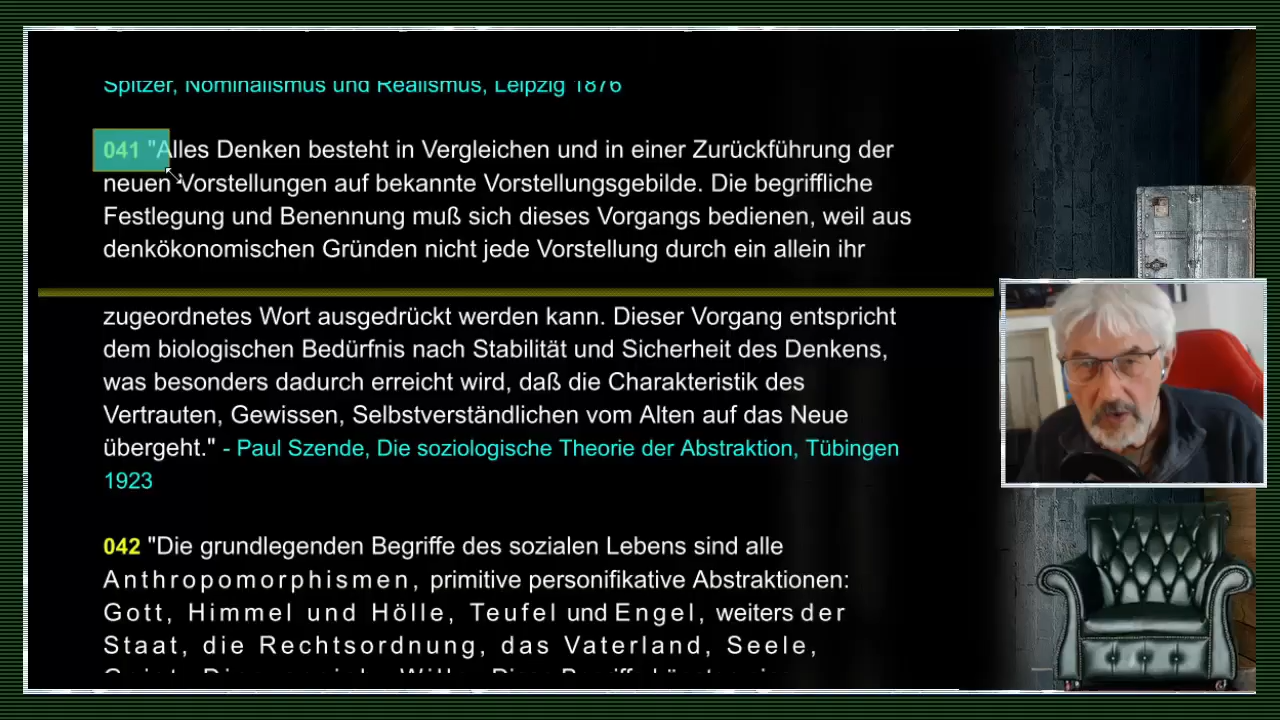 Spitzer, Nominalismus und Realismus, Leipzig 1876
041 "Alles Denken besteht in Vergleichen und in einer Zurückführung der
neuen Vorstellungen auf bekannte Vorstellungsgebilde. Die begriffliche
Festlegung und Benennung muß sich dieses Vorgangs bedienen, weil aus
denkökonomischen Gründen nicht jede Vorstellung durch ein allein ihr
zugeordnetes Wort ausgedrückt werden kann. Dieser Vorgang entspricht
dem biologischen Bedürfnis nach Stabilität und Sicherheit des Denkens,
was besonders dadurch erreicht wird, daß die Charakteristik des
Vertrauten, Gewissen, Selbstverständlichen vom Alten auf das Neue
übergeht." - Paul Szende, Die soziologische Theorie der Abstraktion, Tübingen
1923
042 "Die grundlegenden Begriffe des sozialen Lebens sind alle
Anthropomorphismen, primitive personifikative Abstraktionen:
Gott, Himmel und Hölle, Teufel und Engel, weiters der
Staat, die Rechtsordnung, das Vaterland, Seele,